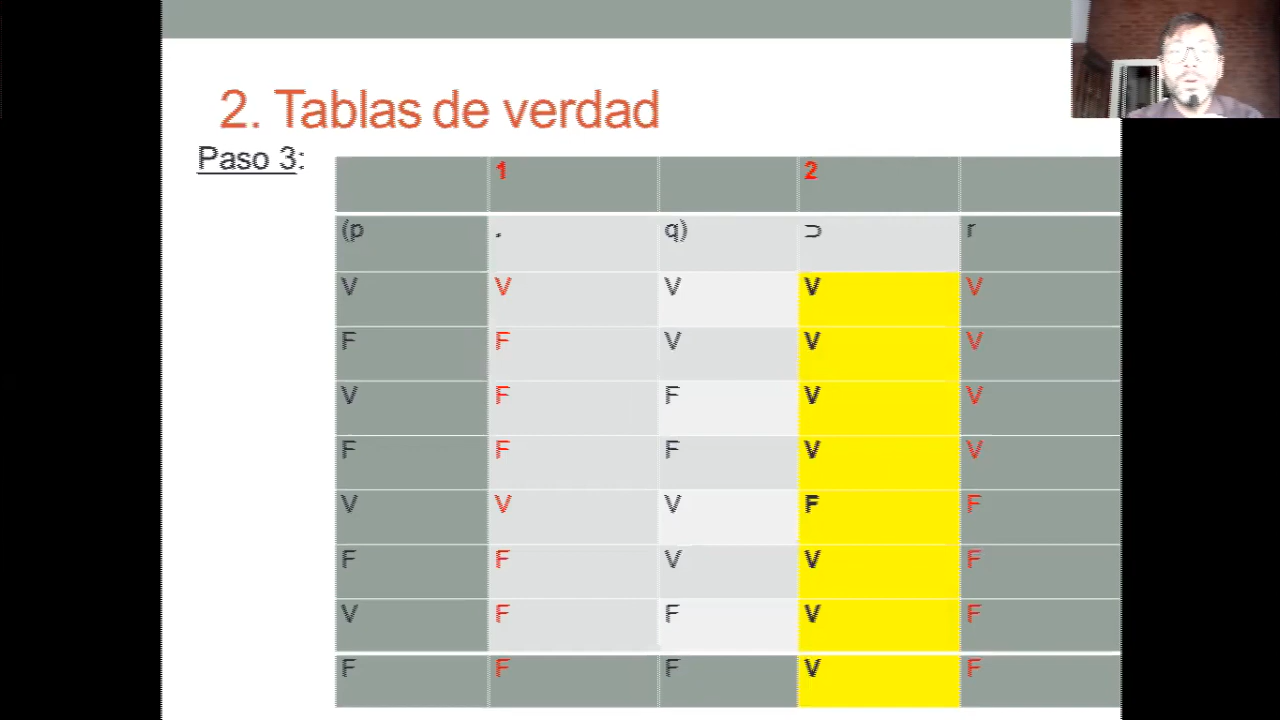 2. Tablas de verdad
Paso 3:
1 2
(p . q) ⊃ r
V V V V V
F F V V V
V F F V V
F F F V V
V V V F F
F F V V F
V F F V F
F F F V F